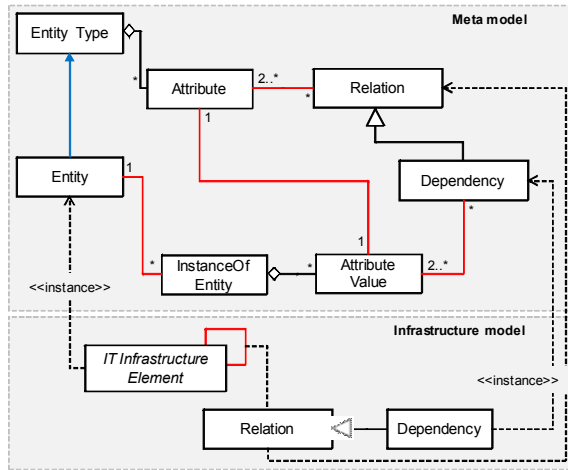 Meta model
Entity Type
*
Attribute
2..*
*
Relation
1
Entity
1
Dependency
*
*
InstanceOf
Entity
*
1
Attribute
Value
2..*
<<instance>>
Infrastructure model
IT Infrastructure
Element
<<instance>>
Relation
Dependency